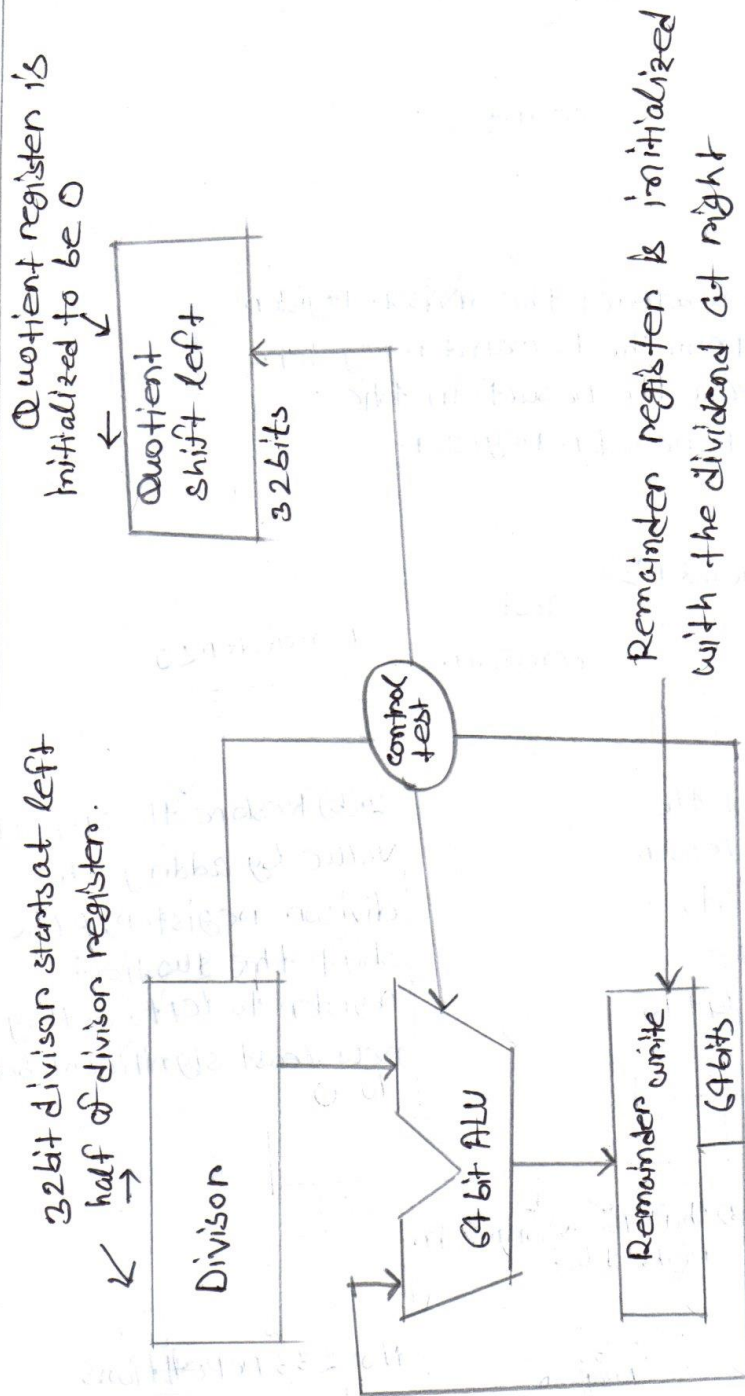 32bit divisor starts at left
half of divisor register.
Divisor
Quotient register is
initialized to be 0
Quotient
shift left
32bits
control
test
64 bit ALU
Remainder write
64bits
Remainder register is initialized
with the dividend at right